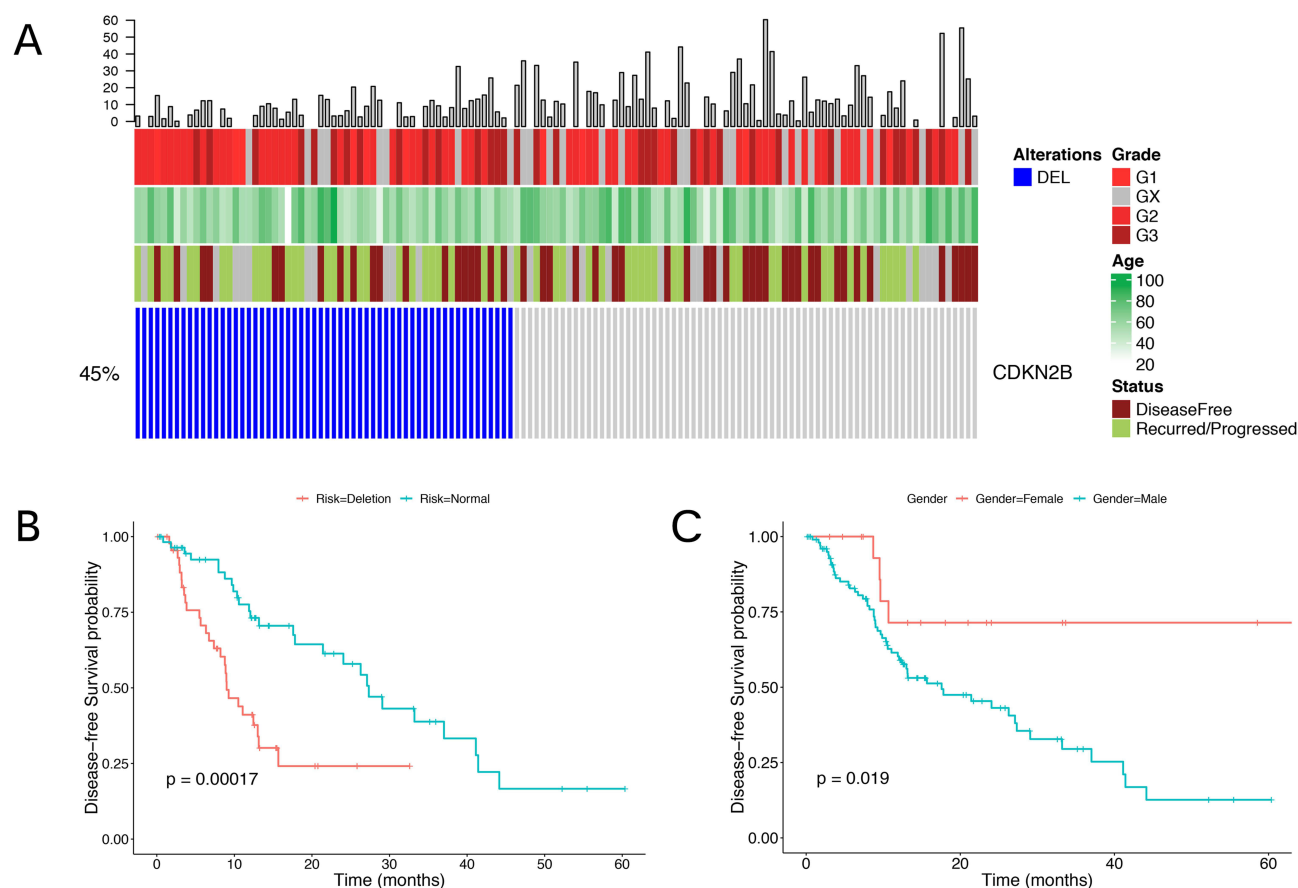 A
60
50
40
30
20
10
0
45%
CDKN2B
Alterations
DEL
Grade
G1
GX
G2
G3
Age
100
80
60
40
20
Status
DiseaseFree
Recurred/Progressed
B
Risk=Deletion Risk=Normal
Disease−free Survival probability
1.00
0.75
0.50
0.25
0.00
p = 0.00017
0 10 20 30 40 50 60
Time (months)
C
Gender Gender=Female Gender=Male
Disease−free Survival probability
1.00
0.75
0.50
0.25
0.00
p = 0.019
0 20 40 60
Time (months)